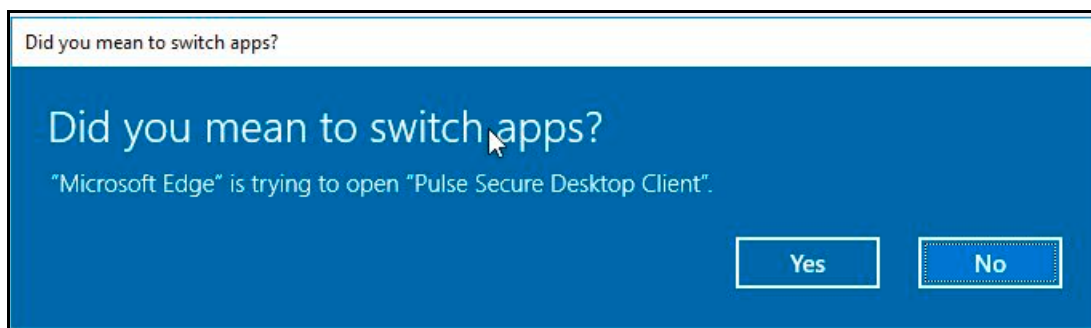 Did you mean to switch apps?
Did you mean to switch apps?
"Microsoft Edge" is trying to open "Pulse Secure Desktop Client".
Yes No